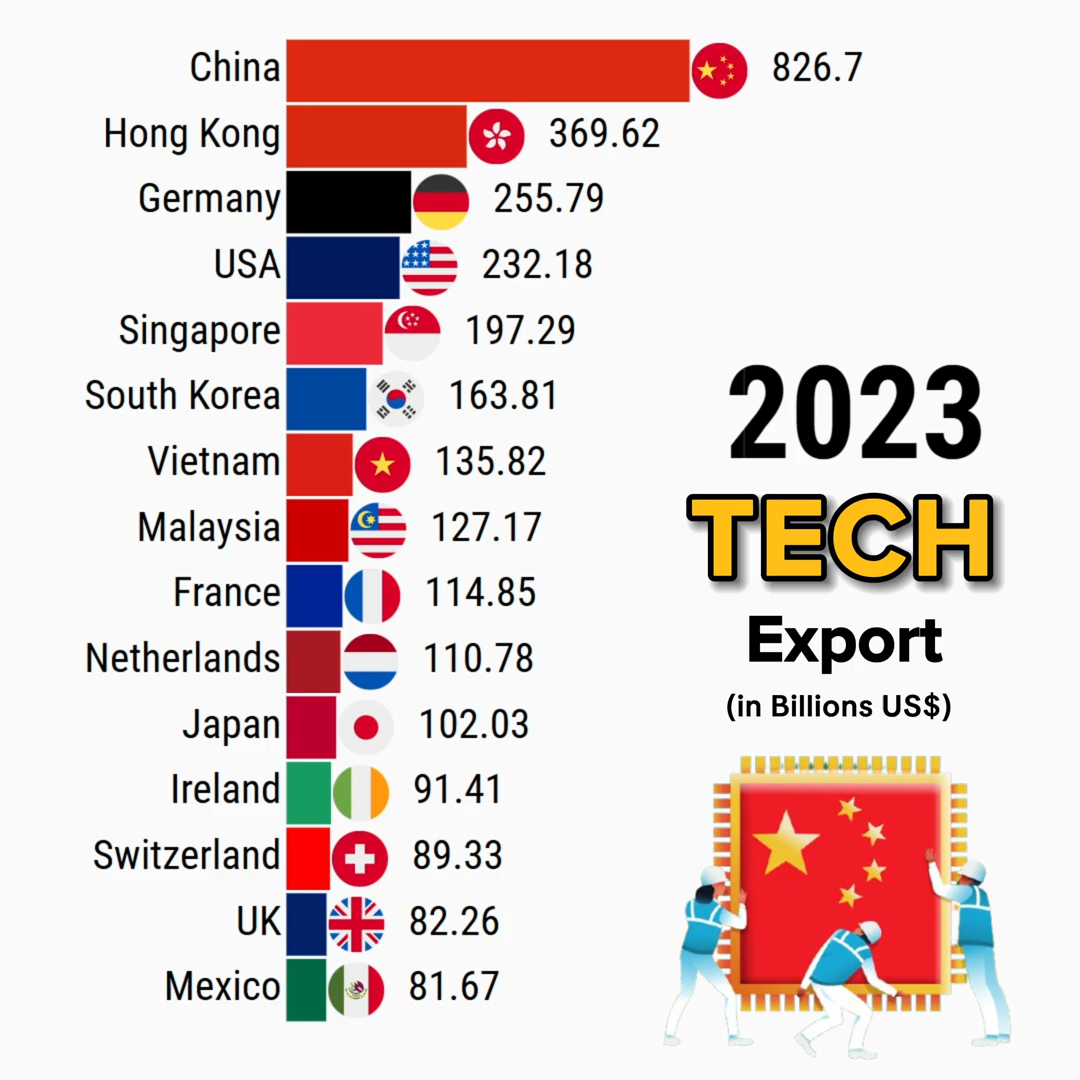 China 826.7
Hong Kong 369.62
Germany 255.79
USA 232.18
Singapore 197.29
South Korea 163.81
Vietnam 135.82
Malaysia 127.17
France 114.85
Netherlands 110.78
Japan 102.03
Ireland 91.41
Switzerland 89.33
UK 82.26
Mexico 81.67
2023
TECH
Export
(in Billions US$)